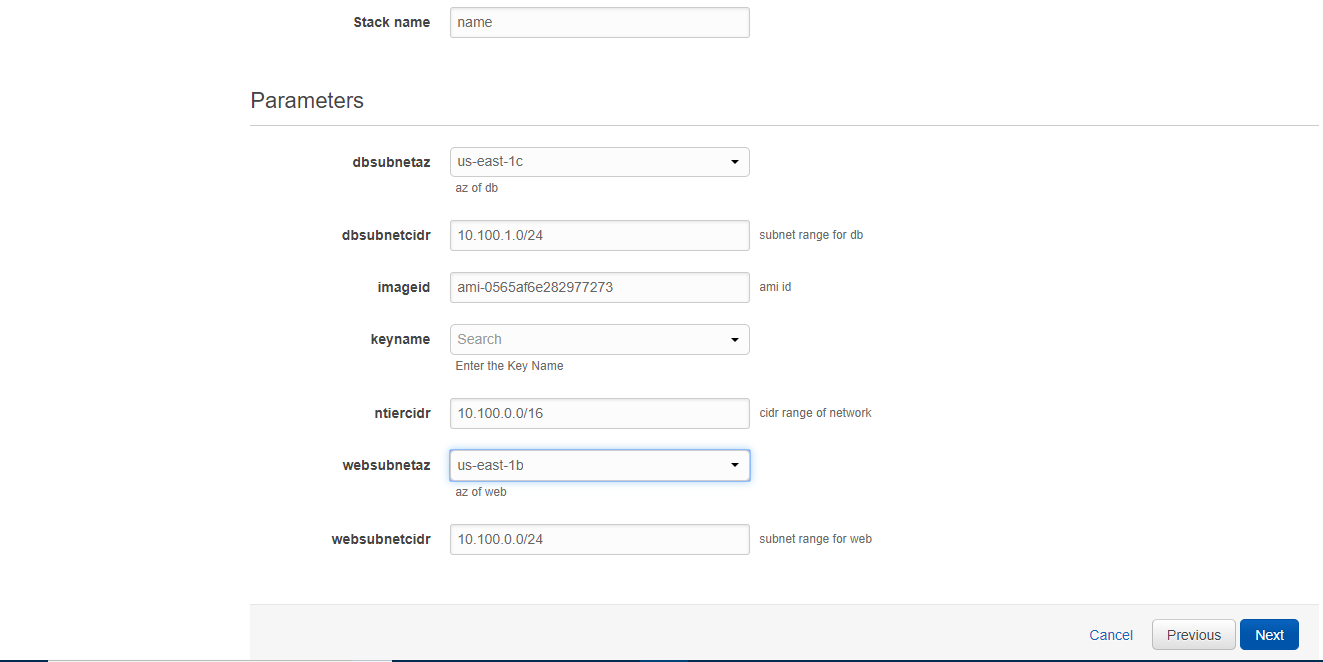 Stack name name
Parameters
dbsubnetaz us-east-1c
az of db
dbsubnetcidr 10.100.1.0/24 subnet range for db
imageid ami-0565af6e282977273 ami id
keyname Search
Enter the Key Name
ntiercidr 10.100.0.0/16 cidr range of network
websubnetaz us-east-1b
az of web
websubnetcidr 10.100.0.0/24 subnet range for web
Cancel Previous Next